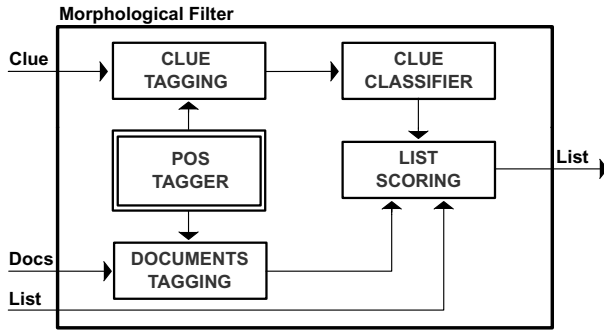 Morphological Filter
Clue
CLUE
TAGGING
CLUE
CLASSIFIER
POS
TAGGER
LIST
SCORING
List
Docs
DOCUMENTS
TAGGING
List